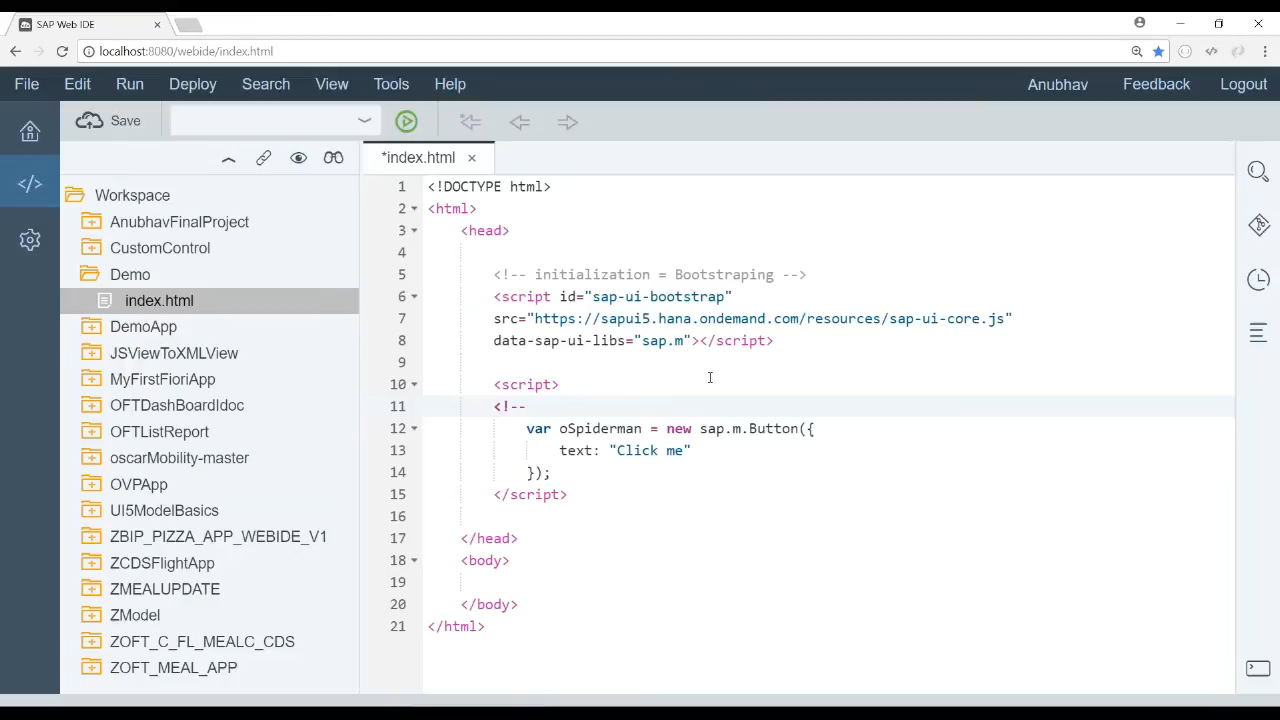 SAP Web IDE
localhost:8080/webide/index.html
File Edit Run Deploy Search View Tools Help Anubhav Feedback Logout
Save
*index.html
Workspace
AnubhavFinalProject
CustomControl
Demo
index.html
DemoApp
JSViewToXMLView
MyFirstFioriApp
OFTDashBoardIdoc
OFTListReport
oscarMobility-master
OVPApp
UI5ModelBasics
ZBIP_PIZZA_APP_WEBIDE_V1
ZCDSFlightApp
ZMEALUPDATE
ZModel
ZOFT_C_FL_MEALC_CDS
ZOFT_MEAL_APP
1 <!DOCTYPE html>
2 <html>
3 <head>
4
5 <!-- initialization = Bootstraping -->
6 <script id="sap-ui-bootstrap"
7 src="https://sapui5.hana.ondemand.com/resources/sap-ui-core.js"
8 data-sap-ui-libs="sap.m"></script>
9
10 <script>
11 <!--
12 var oSpiderman = new sap.m.Button({
13 text: "Click me"
14 });
15 </script>
16
17 </head>
18 <body>
19
20 </body>
21 </html>